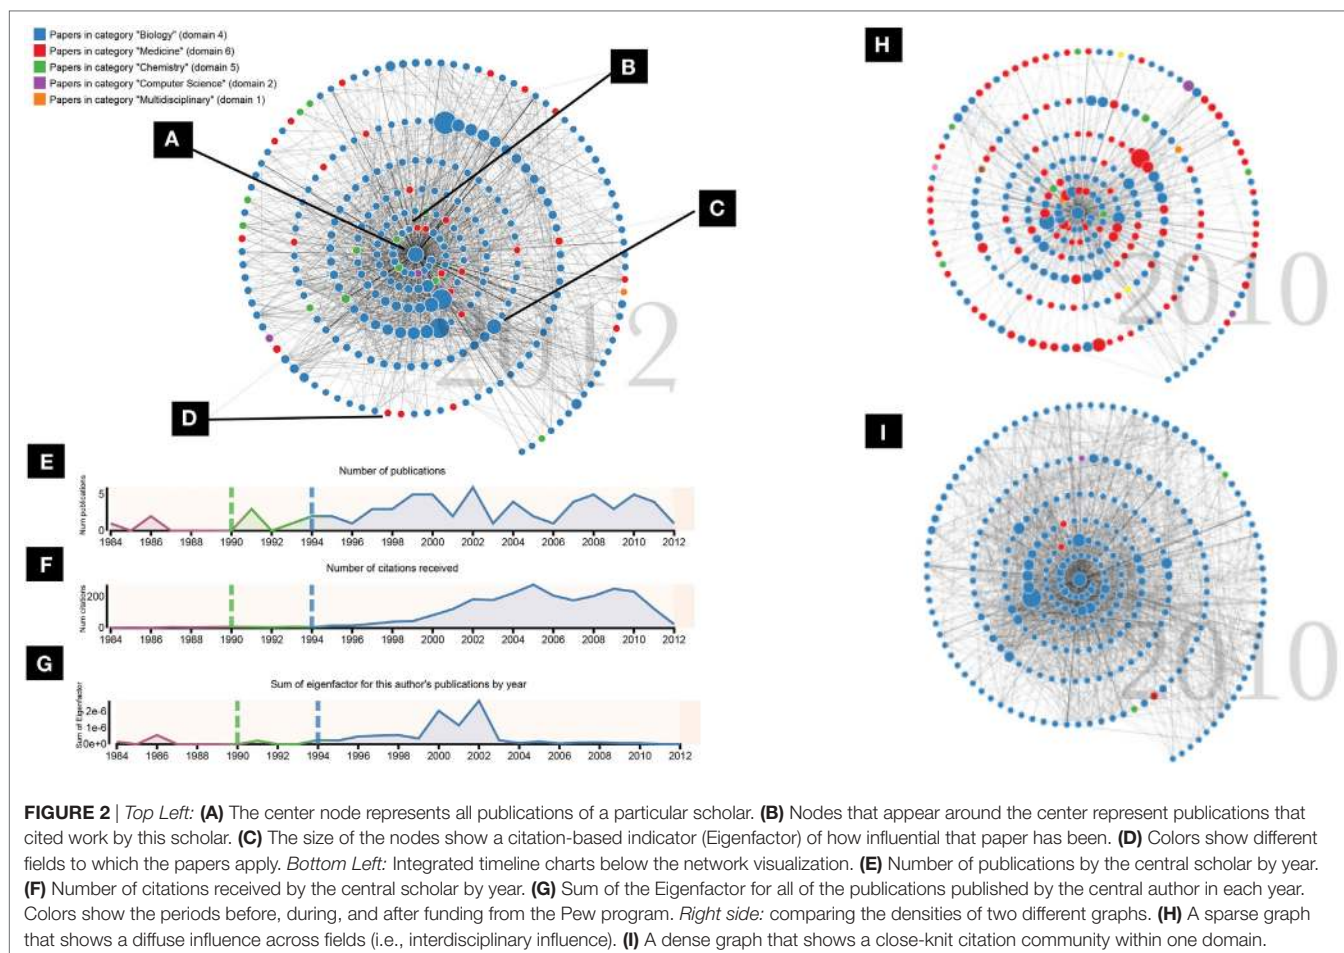 Papers in category "Biology" (domain 4)
Papers in category "Medicine" (domain 6)
Papers in category "Chemistry" (domain 5)
Papers in category "Computer Science" (domain 2)
Papers in category "Multidisciplinary" (domain 1)
A
B
C
D
2012
E
Number of publications
Num publications
5
0
1984 1986 1988 1990 1992 1994 1996 1998 2000 2002 2004 2006 2008 2010 2012
F
Number of citations received
Num citations
200
0
1984 1986 1988 1990 1992 1994 1996 1998 2000 2002 2004 2006 2008 2010 2012
G
Sum of eigenfactor for this author's publications by year
Sum of Eigenfactor
2e-6
1e-6
0e+0
1984 1986 1988 1990 1992 1994 1996 1998 2000 2002 2004 2006 2008 2010 2012
H
2010
I
2010
FIGURE 2 | Top Left: (A) The center node represents all publications of a particular scholar. (B) Nodes that appear around the center represent publications that
cited work by this scholar. (C) The size of the nodes show a citation-based indicator (Eigenfactor) of how influential that paper has been. (D) Colors show different
fields to which the papers apply. Bottom Left: Integrated timeline charts below the network visualization. (E) Number of publications by the central scholar by year.
(F) Number of citations received by the central scholar by year. (G) Sum of the Eigenfactor for all of the publications published by the central author in each year.
Colors show the periods before, during, and after funding from the Pew program. Right side: comparing the densities of two different graphs. (H) A sparse graph
that shows a diffuse influence across fields (i.e., interdisciplinary influence). (I) A dense graph that shows a close-knit citation community within one domain.